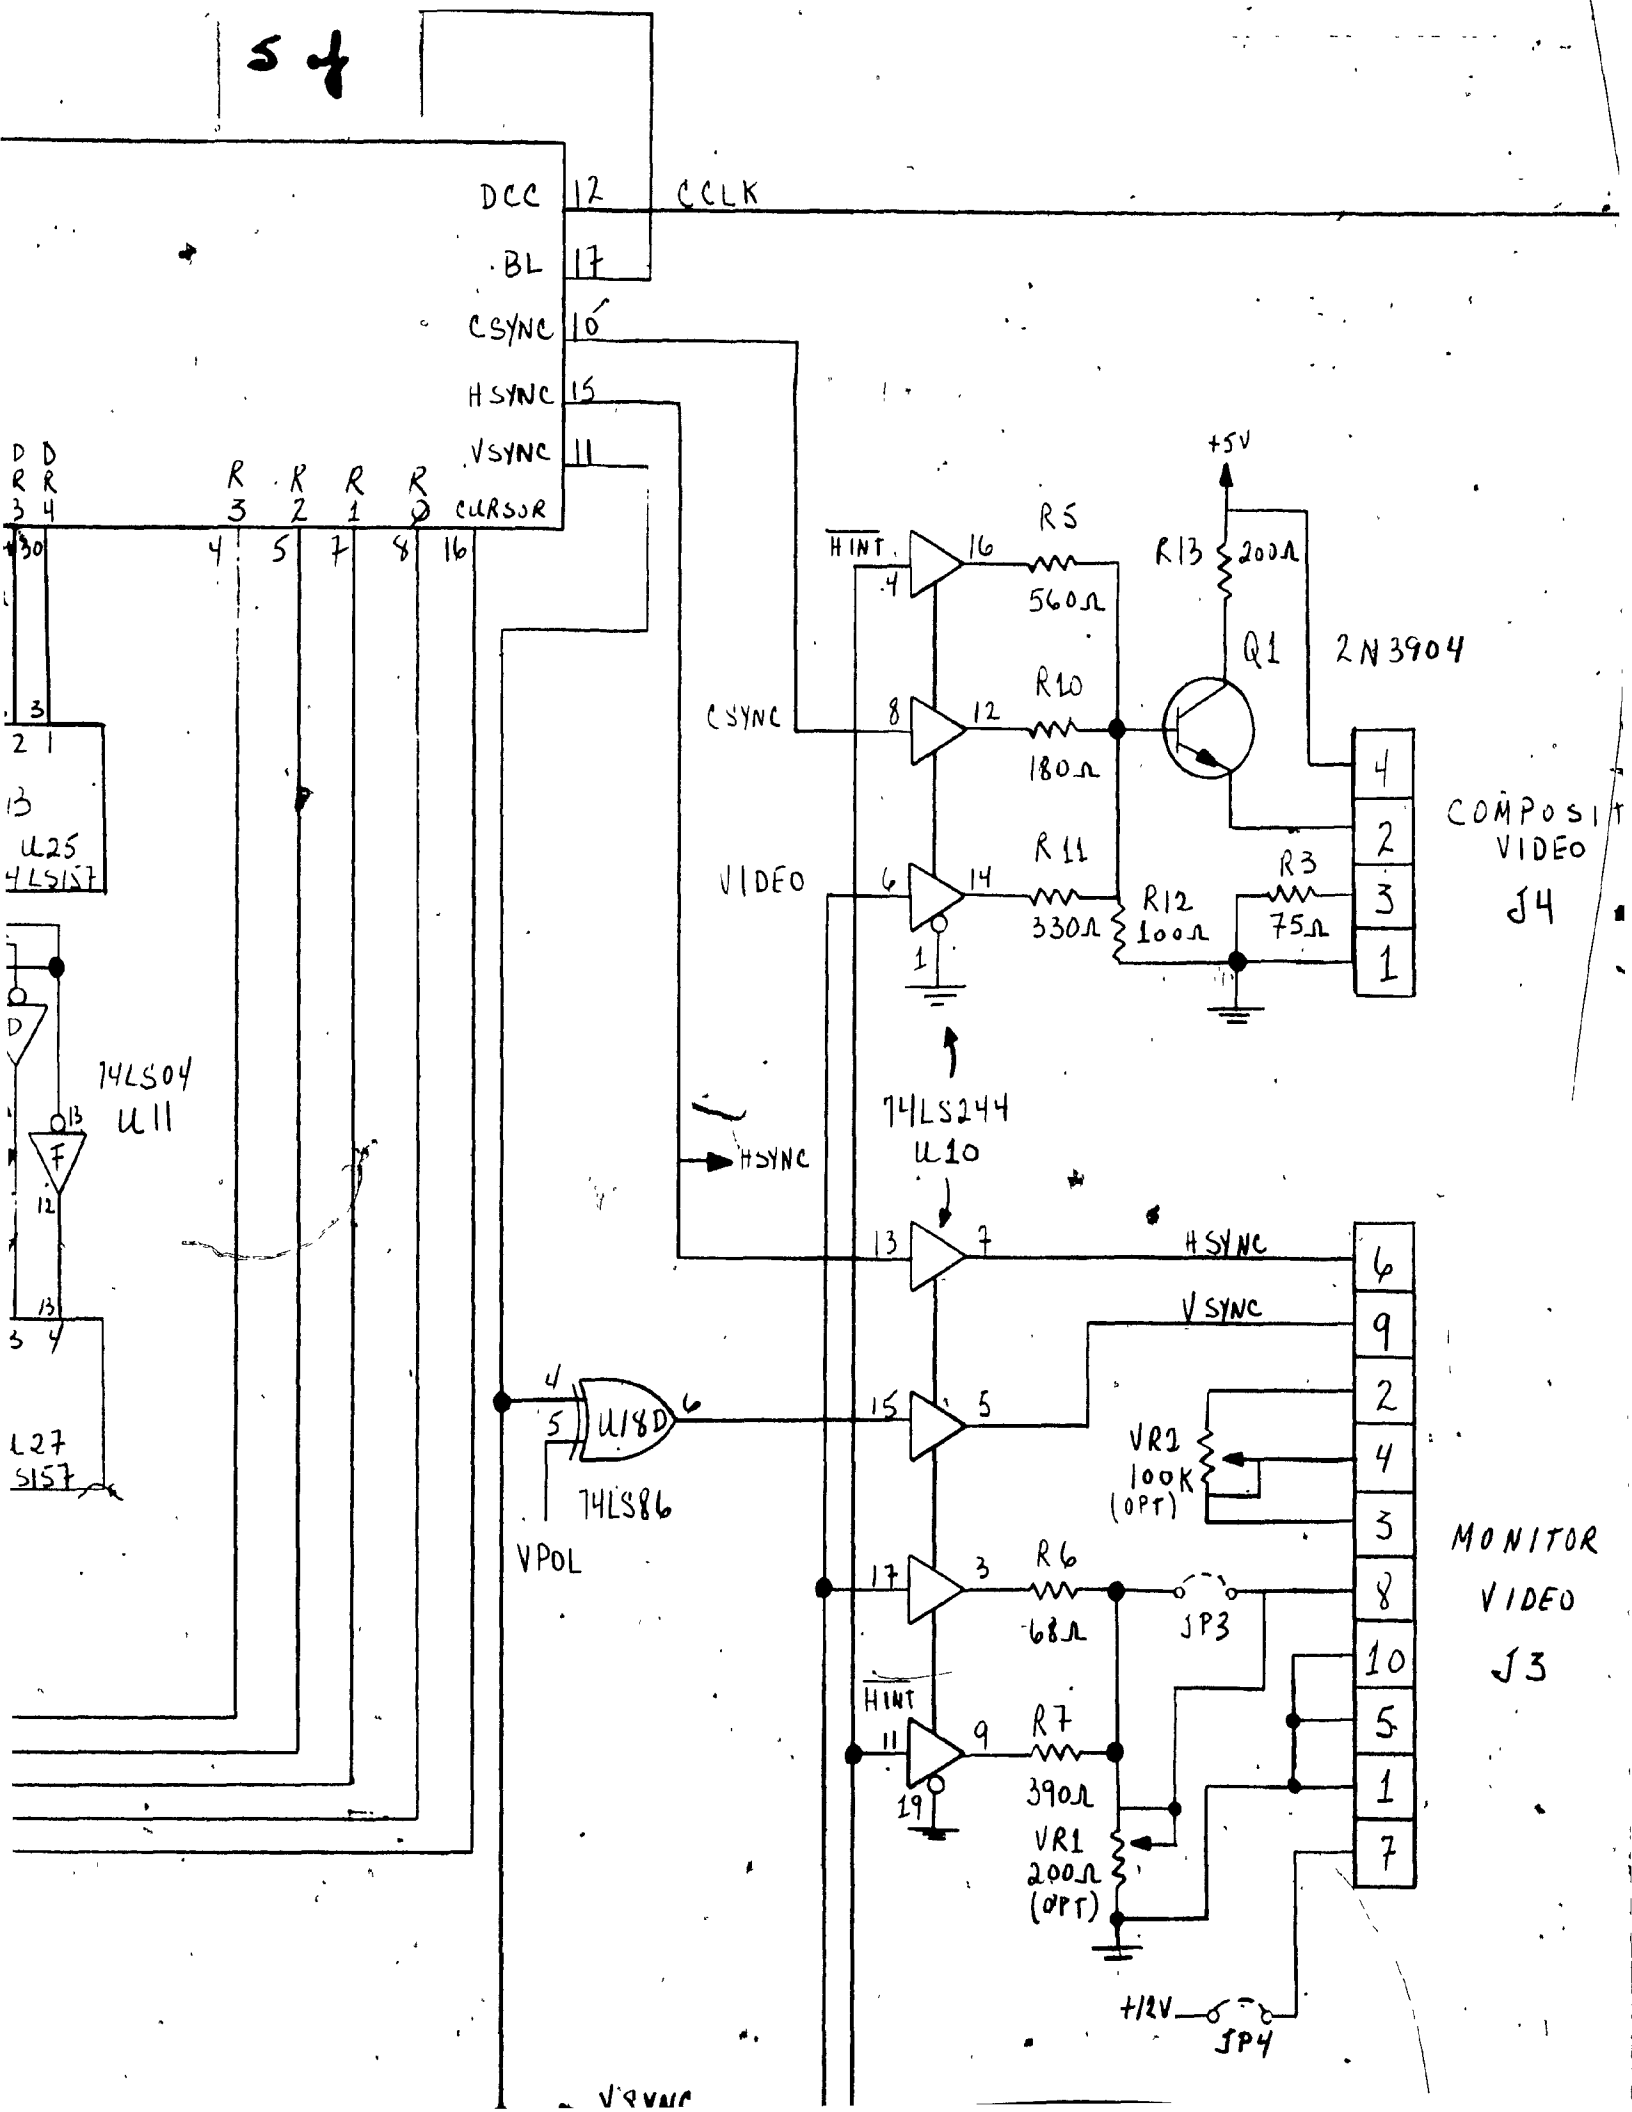 5 of
DCC 12 CCLK
BL 17
CSYNC 10
HSYNC 15
VSYNC 11
D D
R R R R R R
3 4 3 2 1 0 CURSOR
30 4 5 7 8 16
3
2 1
13
U25
4LS157
D
74LS04
U11
13
F
12
13
3 4
L27
S157
+5V
HINT 4 16 R5 560Ω
R13 200Ω
Q1 2N3904
CSYNC 8 12 R10 180Ω
VIDEO 6 14 R11 330Ω
R12 100Ω
R3 75Ω
1
4
2
3
1
COMPOSIT
VIDEO
J4
74LS244
U10
HSYNC
13 7 HSYNC 6
VSYNC 9
4
5 U18D 6 15 5
74LS86
VPOL
VR2
100K
(OPT)
2
4
3
17 3 R6 68Ω JP3 8
HINT 11 9 R7 390Ω
19
VR1
200Ω
(OPT)
10
5
1
7
MONITOR
VIDEO
J3
+12V JP4
VSYNC